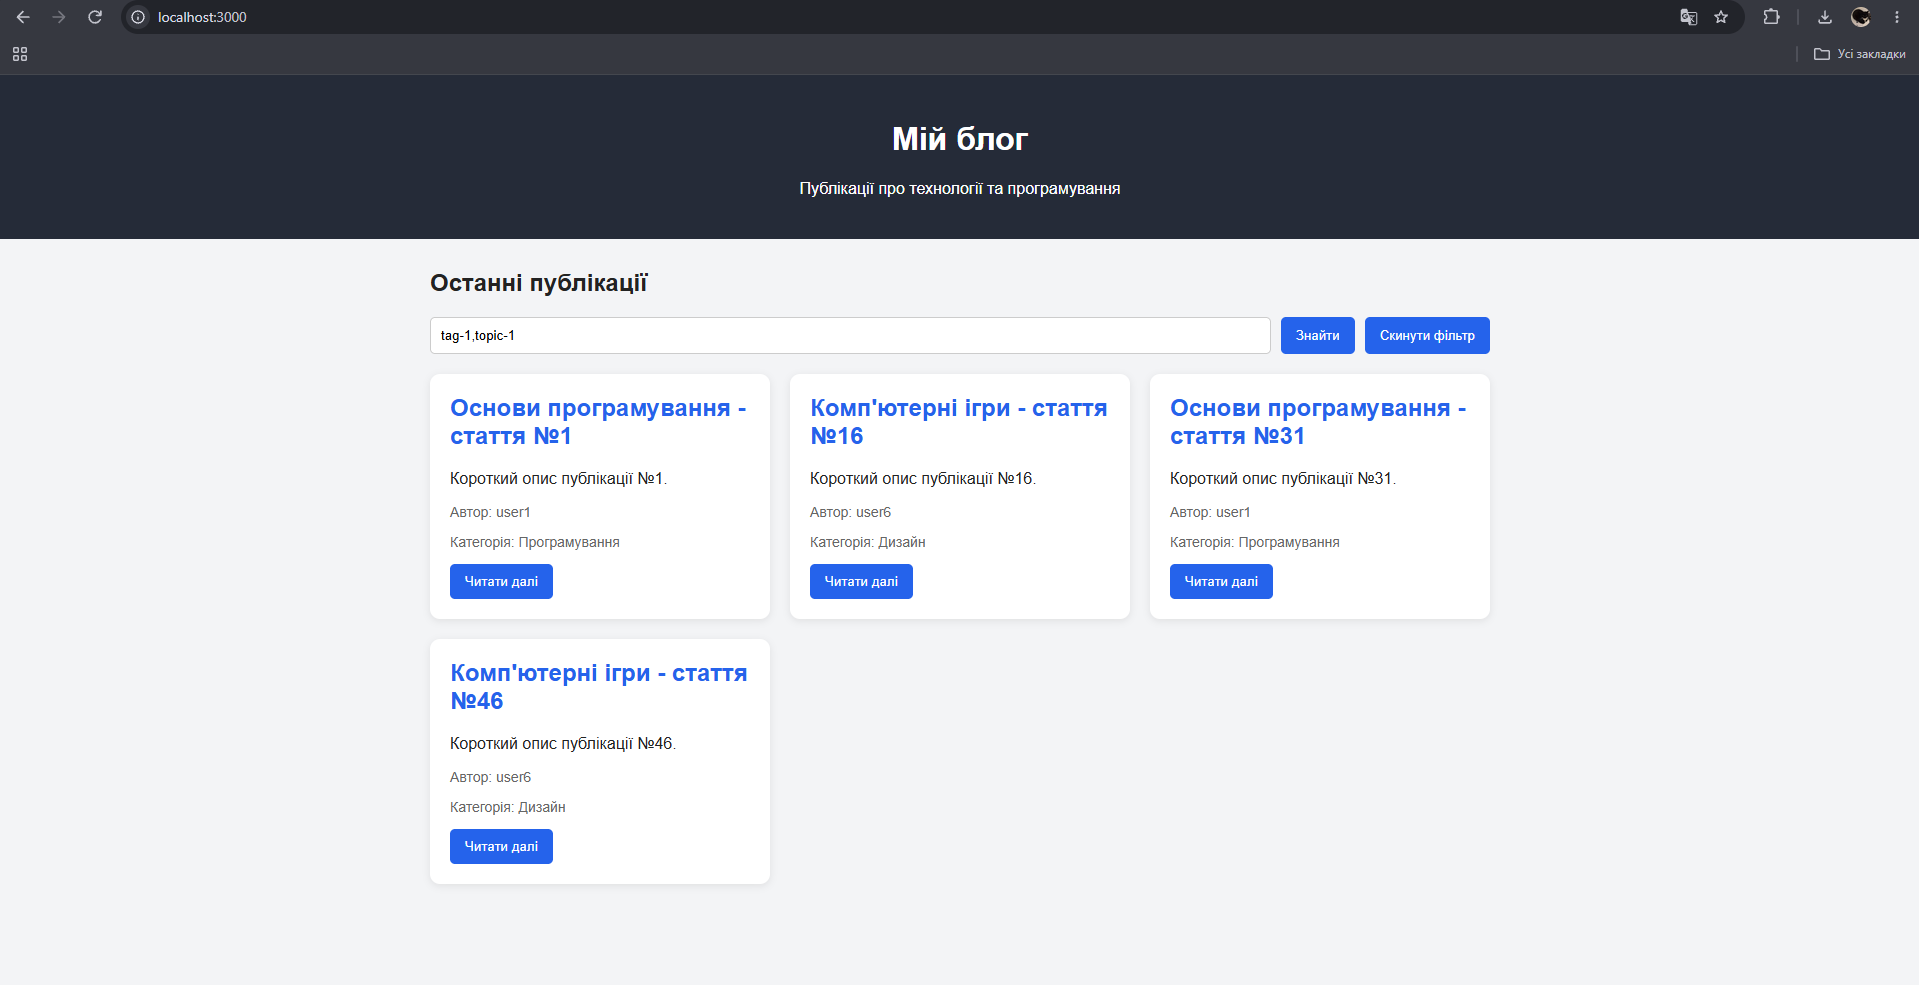 localhost:3000
Усі закладки
Мій блог
Публікації про технології та програмування
Останні публікації
tag-1,topic-1
Знайти
Скинути фільтр
Основи програмування -
стаття №1
Короткий опис публікації №1.
Автор: user1
Категорія: Програмування
Читати далі
Комп'ютерні ігри - стаття
№16
Короткий опис публікації №16.
Автор: user6
Категорія: Дизайн
Читати далі
Основи програмування -
стаття №31
Короткий опис публікації №31.
Автор: user1
Категорія: Програмування
Читати далі
Комп'ютерні ігри - стаття
№46
Короткий опис публікації №46.
Автор: user6
Категорія: Дизайн
Читати далі